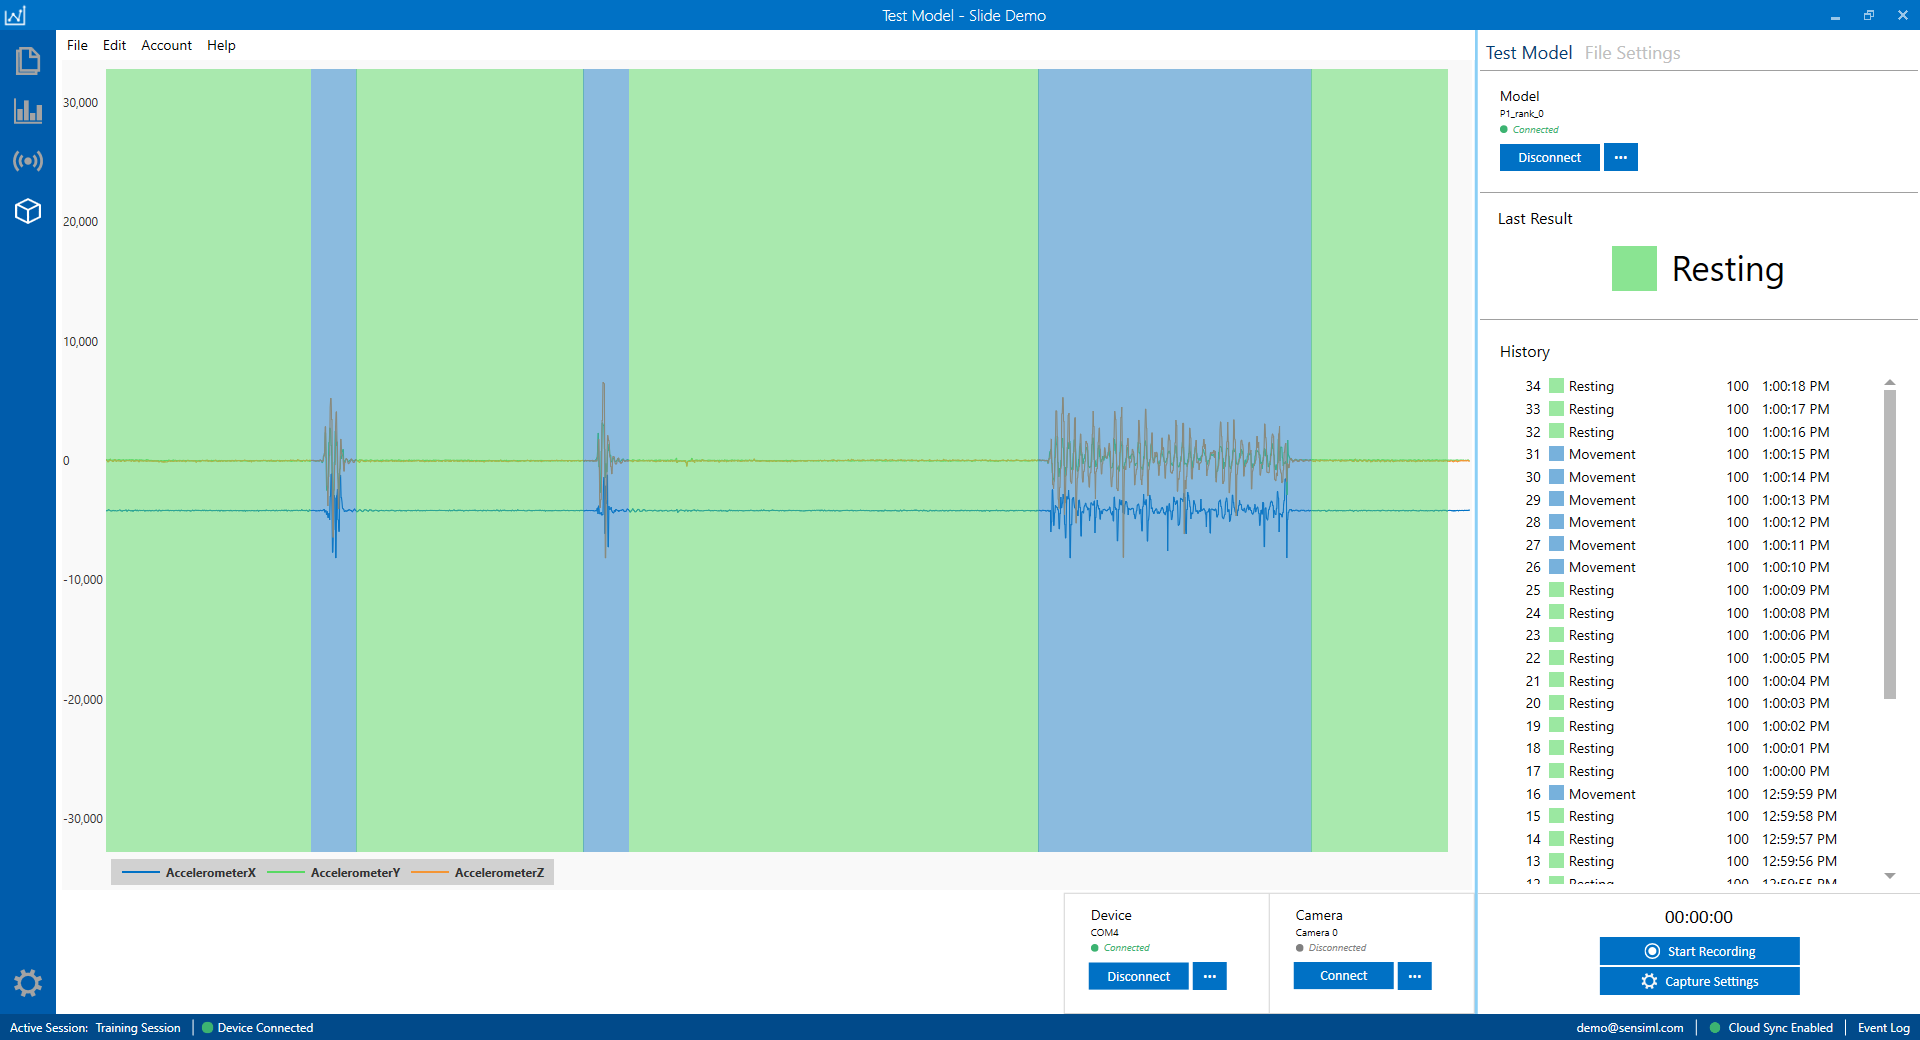 Test Model - Slide Demo
File Edit Account Help
30,000
20,000
10,000
0
-10,000
-20,000
-30,000
AccelerometerX AccelerometerY AccelerometerZ
Device
COM4
Connected
Disconnect ...
Camera
Camera 0
Disconnected
Connect ...
Test Model File Settings
Model
P1_rank_0
Connected
Disconnect ...
Last Result
Resting
History
34 Resting 100 1:00:18 PM
33 Resting 100 1:00:17 PM
32 Resting 100 1:00:16 PM
31 Movement 100 1:00:15 PM
30 Movement 100 1:00:14 PM
29 Movement 100 1:00:13 PM
28 Movement 100 1:00:12 PM
27 Movement 100 1:00:11 PM
26 Movement 100 1:00:10 PM
25 Resting 100 1:00:09 PM
24 Resting 100 1:00:08 PM
23 Resting 100 1:00:06 PM
22 Resting 100 1:00:05 PM
21 Resting 100 1:00:04 PM
20 Resting 100 1:00:03 PM
19 Resting 100 1:00:02 PM
18 Resting 100 1:00:01 PM
17 Resting 100 1:00:00 PM
16 Movement 100 12:59:59 PM
15 Resting 100 12:59:58 PM
14 Resting 100 12:59:57 PM
13 Resting 100 12:59:56 PM
12 Resting 100 12:59:55 PM
00:00:00
Start Recording
Capture Settings
Active Session: Training Session Device Connected
demo@sensiml.com Cloud Sync Enabled Event Log